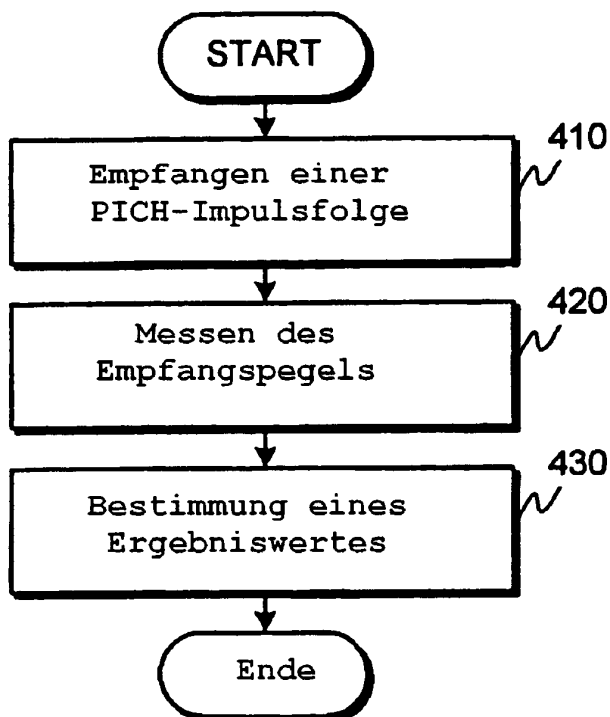 START
410
Empfangen einer
PICH-Impulsfolge
420
Messen des
Empfangspegels
430
Bestimmung eines
Ergebniswertes
Ende